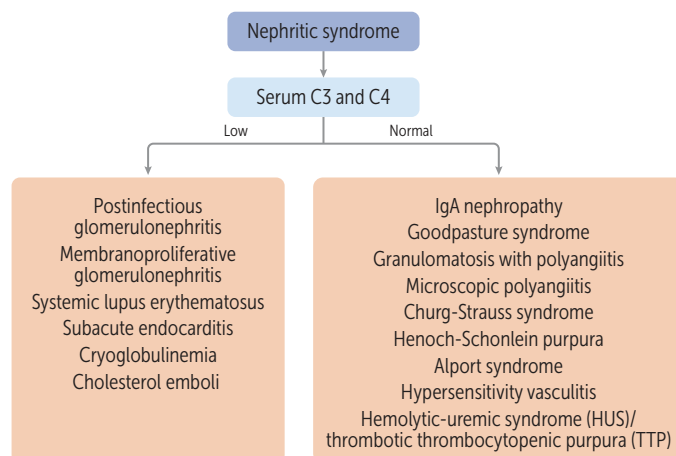 Nephritic syndrome
Serum C3 and C4
Low
Normal
Postinfectious
glomerulonephritis
Membranoproliferative
glomerulonephritis
Systemic lupus erythematosus
Subacute endocarditis
Cryoglobulinemia
Cholesterol emboli
IgA nephropathy
Goodpasture syndrome
Granulomatosis with polyangiitis
Microscopic polyangiitis
Churg-Strauss syndrome
Henoch-Schonlein purpura
Alport syndrome
Hypersensitivity vasculitis
Hemolytic-uremic syndrome (HUS)/
thrombotic thrombocytopenic purpura (TTP)